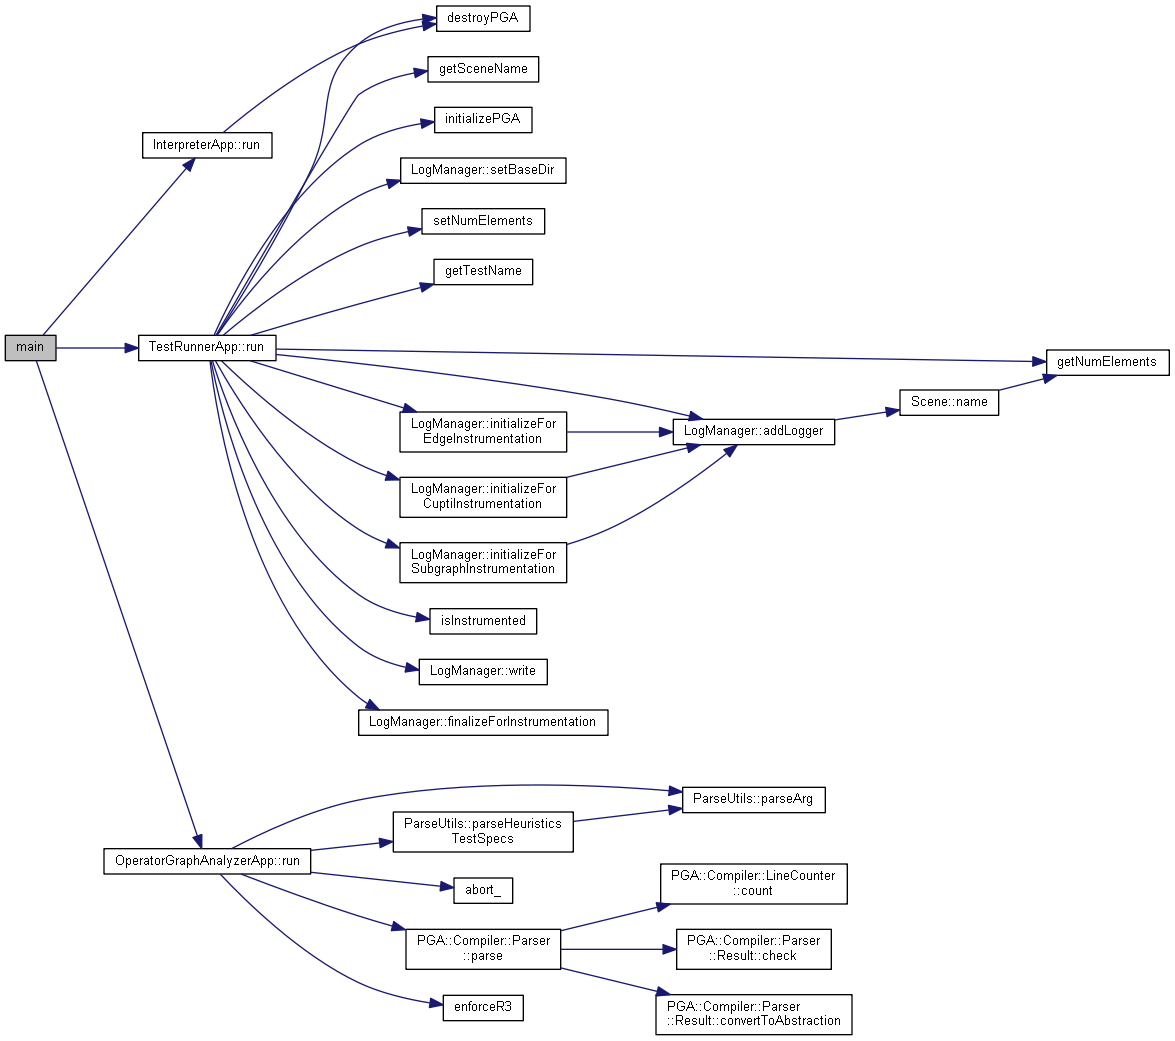 destroyPGA
getSceneName
initializePGA
InterpreterApp::run
LogManager::setBaseDir
setNumElements
getTestName
main
TestRunnerApp::run
getNumElements
Scene::name
LogManager::initializeFor
EdgeInstrumentation
LogManager::addLogger
LogManager::initializeFor
CuptiInstrumentation
LogManager::initializeFor
SubgraphInstrumentation
isInstrumented
LogManager::write
LogManager::finalizeForInstrumentation
ParseUtils::parseArg
ParseUtils::parseHeuristics
TestSpecs
OperatorGraphAnalyzerApp::run
abort_
PGA::Compiler::LineCounter
::count
PGA::Compiler::Parser
::parse
PGA::Compiler::Parser
::Result::check
enforceR3
PGA::Compiler::Parser
::Result::convertToAbstraction